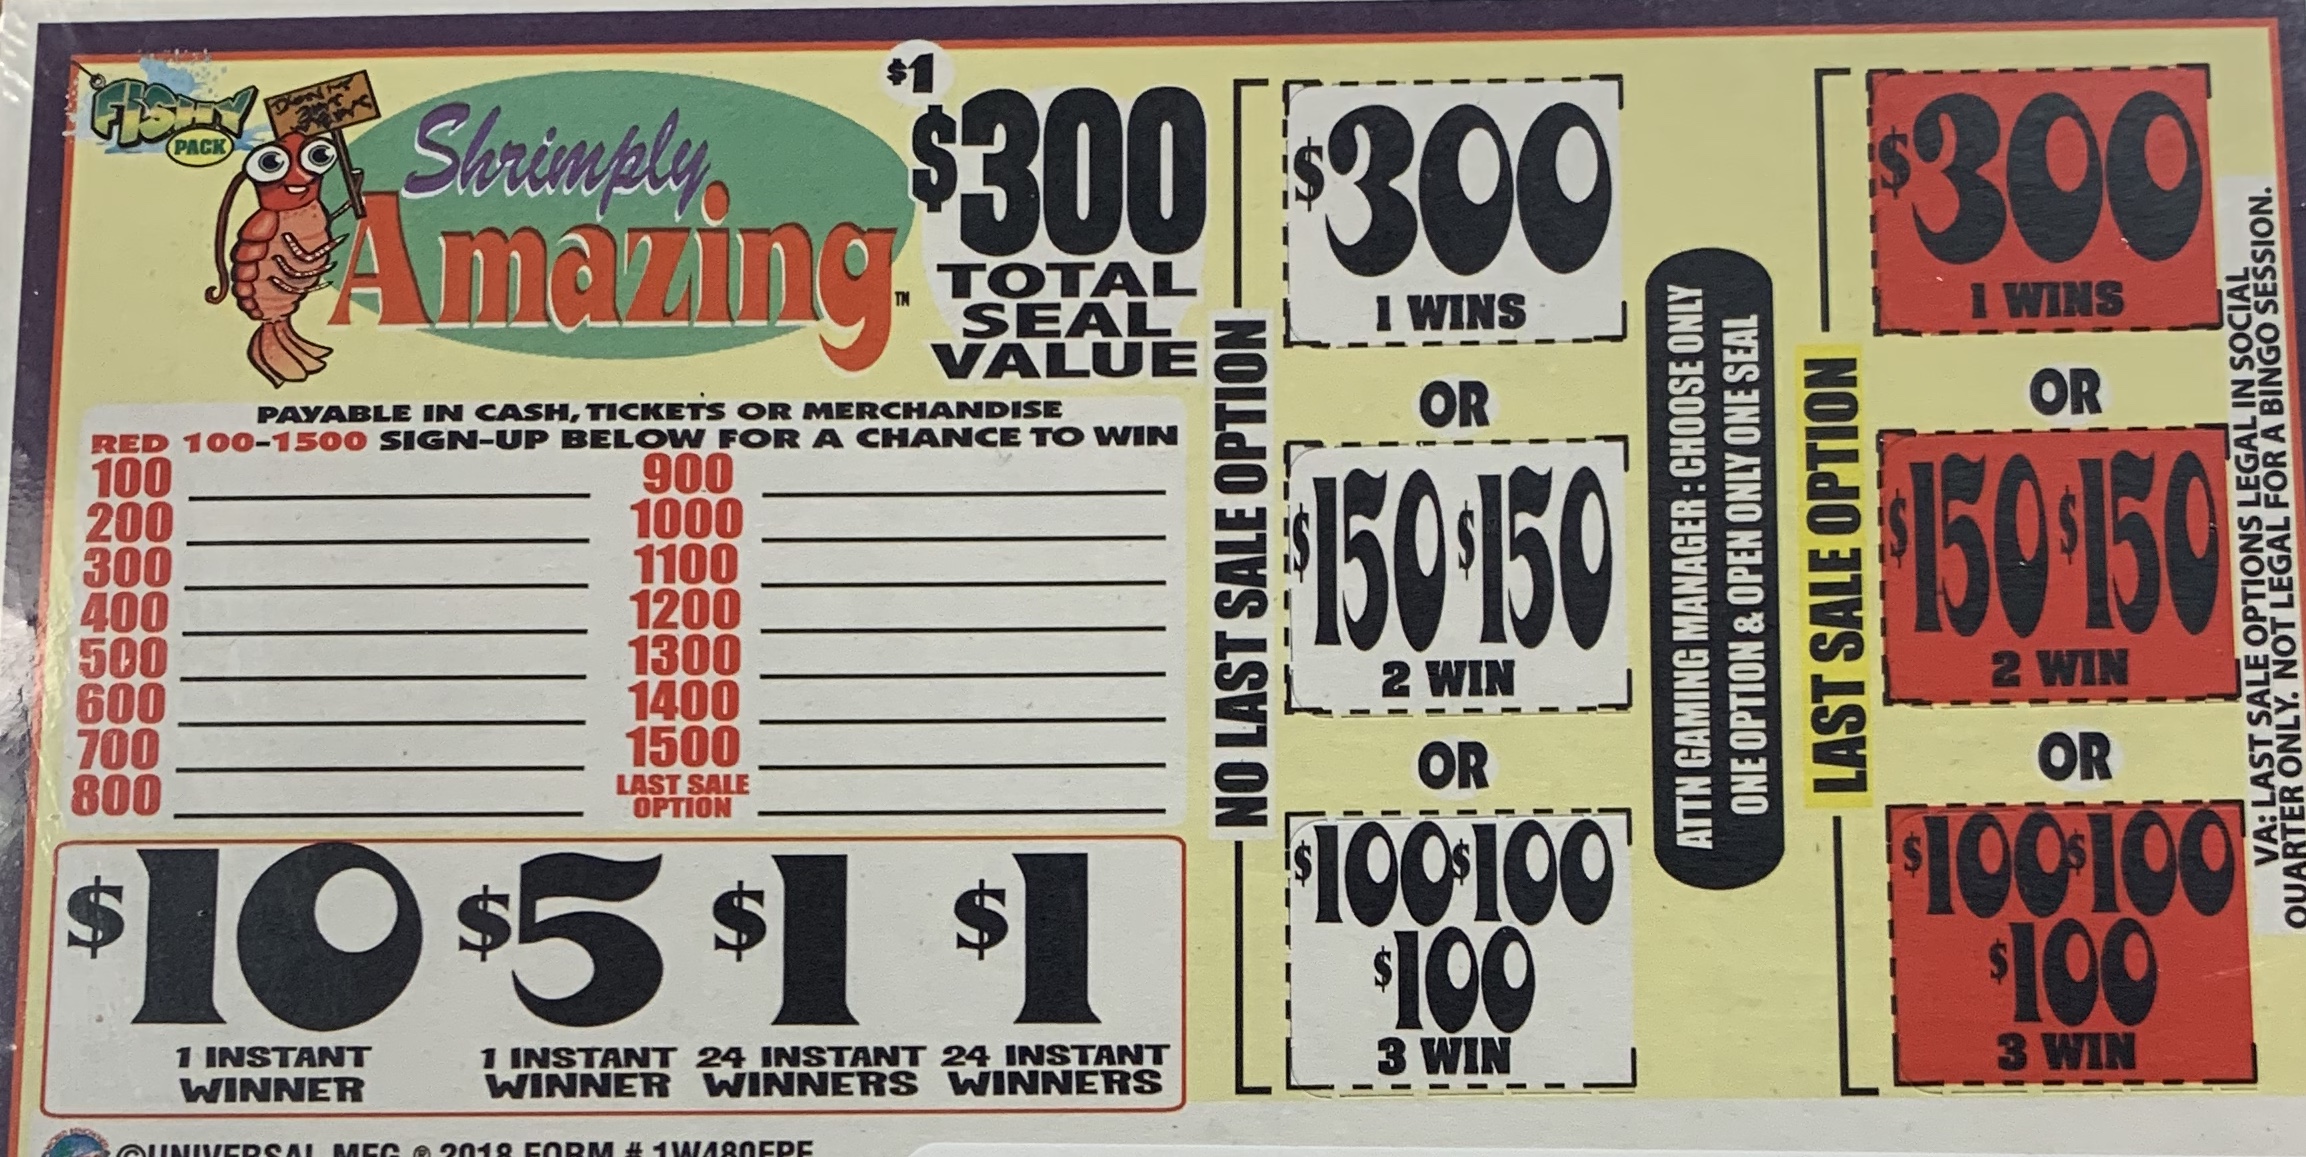 FISHY
PACK
Shrimply
Amazing™
$1
$300
TOTAL
SEAL
VALUE
PAYABLE IN CASH, TICKETS OR MERCHANDISE
RED 100-1500 SIGN-UP BELOW FOR A CHANCE TO WIN
100
200
300
400
500
600
700
800
900
1000
1100
1200
1300
1400
1500
LAST SALE
OPTION
$10
1 INSTANT
WINNER
$5
1 INSTANT
WINNER
$1
24 INSTANT
WINNERS
$1
24 INSTANT
WINNERS
NO LAST SALE OPTION
$300
1 WINS
OR
$150 $150
2 WIN
OR
$100 $100
$100
3 WIN
ATTN GAMING MANAGER: CHOOSE ONLY
ONE OPTION & OPEN ONLY ONE SEAL
LAST SALE OPTION
$300
1 WINS
OR
$150 $150
2 WIN
OR
$100 $100
$100
3 WIN
VA: LAST SALE OPTIONS LEGAL IN SOCIAL
QUARTER ONLY. NOT LEGAL FOR A BINGO SESSION.
©UNIVERSAL MFG ® 2018 FORM # 1W480FPF